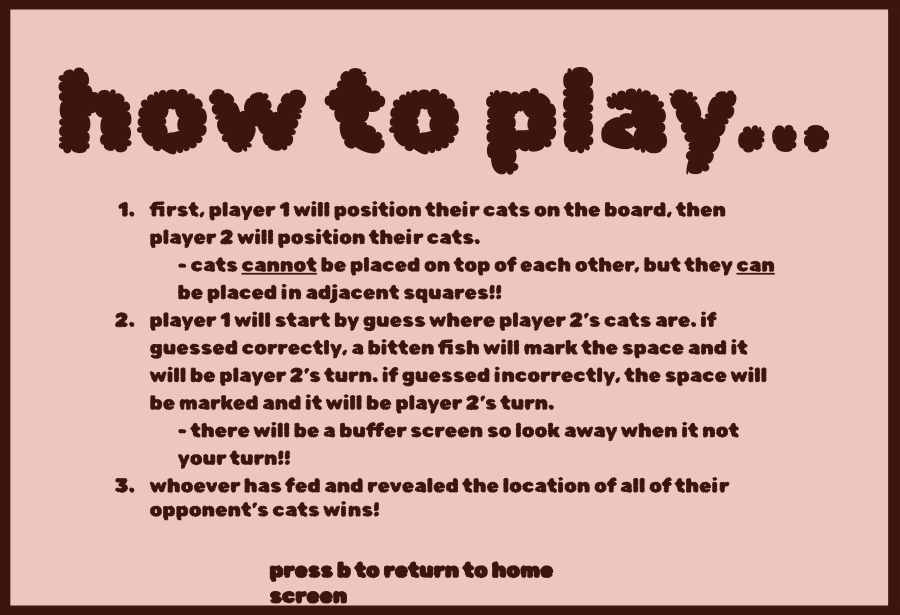 how to play...
1. first, player 1 will position their cats on the board, then
player 2 will position their cats.
- cats cannot be placed on top of each other, but they can
be placed in adjacent squares!!
2. player 1 will start by guess where player 2's cats are. if
guessed correctly, a bitten fish will mark the space and it
will be player 2's turn. if guessed incorrectly, the space will
be marked and it will be player 2's turn.
- there will be a buffer screen so look away when it not
your turn!!
3. whoever has fed and revealed the location of all of their
opponent's cats wins!
press b to return to home
screen